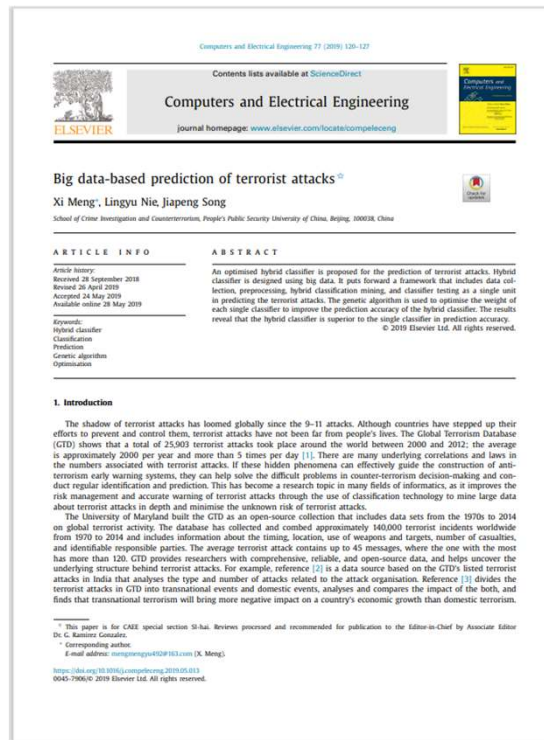 Computers and Electrical Engineering 77 (2019) 120–127
Contents lists available at ScienceDirect
Computers and Electrical Engineering
journal homepage: www.elsevier.com/locate/compeleceng
ELSEVIER
Computers and
Electrical Engineering
Big data-based prediction of terrorist attacks☆
Xi Meng*, Lingyu Nie, Jiapeng Song
Check for
updates
School of Crime Investigation and Counterterrorism, People's Public Security University of China, Beijing, 100038, China
ARTICLE INFO
Article history:
Received 28 September 2018
Revised 26 April 2019
Accepted 24 May 2019
Available online 28 May 2019
Keywords:
Hybrid classifier
Classification
Prediction
Genetic algorithm
Optimisation
ABSTRACT
An optimised hybrid classifier is proposed for the prediction of terrorist attacks. Hybrid
classifier is designed using big data. It puts forward a framework that includes data col-
lection, preprocessing, hybrid classification mining, and classifier testing as a single unit
in predicting the terrorist attacks. The genetic algorithm is used to optimise the weight of
each single classifier to improve the prediction accuracy of the hybrid classifier. The results
reveal that the hybrid classifier is superior to the single classifier in prediction accuracy.
© 2019 Elsevier Ltd. All rights reserved.
1. Introduction
The shadow of terrorist attacks has loomed globally since the 9–11 attacks. Although countries have stepped up their
efforts to prevent and control them, terrorist attacks have not been far from people's lives. The Global Terrorism Database
(GTD) shows that a total of 25,903 terrorist attacks took place around the world between 2000 and 2012; the average
is approximately 2000 per year and more than 5 times per day [1]. There are many underlying correlations and laws in
the numbers associated with terrorist attacks. If these hidden phenomena can effectively guide the construction of anti-
terrorism early warning systems, they can help solve the difficult problems in counter-terrorism decision-making and con-
duct regular identification and prediction. This has become a research topic in many fields of informatics, as it improves the
risk management and accurate warning of terrorist attacks through the use of classification technology to mine large data
about terrorist attacks in depth and minimise the unknown risk of terrorist attacks.
The University of Maryland built the GTD as an open-source collection that includes data sets from the 1970s to 2014
on global terrorist activity. The database has collected and combed approximately 140,000 terrorist incidents worldwide
from 1970 to 2014 and includes information about the timing, location, use of weapons and targets, number of casualties,
and identifiable responsible parties. The average terrorist attack contains up to 45 messages, where the one with the most
has more than 120. GTD provides researchers with comprehensive, reliable, and open-source data, and helps uncover the
underlying structure behind terrorist attacks. For example, reference [2] is a data source based on the GTD's listed terrorist
attacks in India that analyses the type and number of attacks related to the attack organisation. Reference [3] divides the
terrorist attacks in GTD into transnational events and domestic events, analyses and compares the impact of the both, and
finds that transnational terrorism will bring more negative impact on a country's economic growth than domestic terrorism.
☆ This paper is for CAEE special section SI-hai. Reviews processed and recommended for publication to the Editor-in-Chief by Associate Editor
Dr. G. Ramirez Gonzalez.
* Corresponding author.
E-mail address: mengmengyu492@163.com (X. Meng).
https://doi.org/10.1016/j.compeleceng.2019.05.013
0045-7906/© 2019 Elsevier Ltd. All rights reserved.